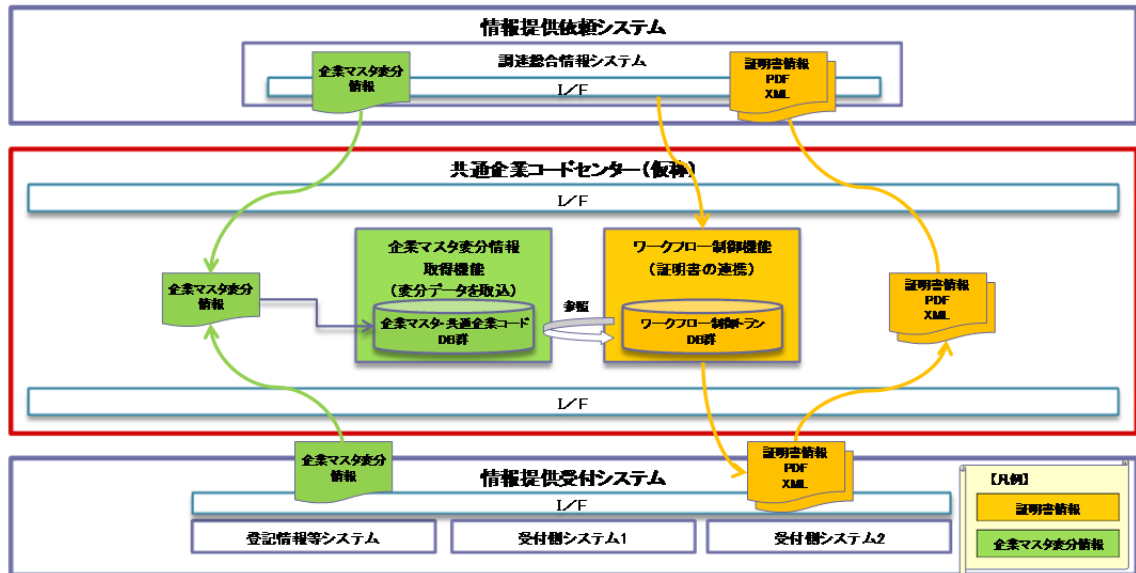 情報提供依頼システム
調達総合情報システム
企業マスタ変分
情報
I/F
証明書情報
PDF
XML
共通企業コードセンター(仮称)
I/F
企業マスタ変分情報
取得機能
(変分データを取込)
企業マスタ・共通企業コード
DB群
参照
ワークフロー制御機能
(証明書の連携)
ワークフロー制御・トラン
DB群
企業マスタ変分
情報
証明書情報
PDF
XML
I/F
情報提供受付システム
企業マスタ変分
情報
証明書情報
PDF
XML
I/F
登記情報等システム
受付側システム1
受付側システム2
【凡例】
証明書情報
企業マスタ変分情報